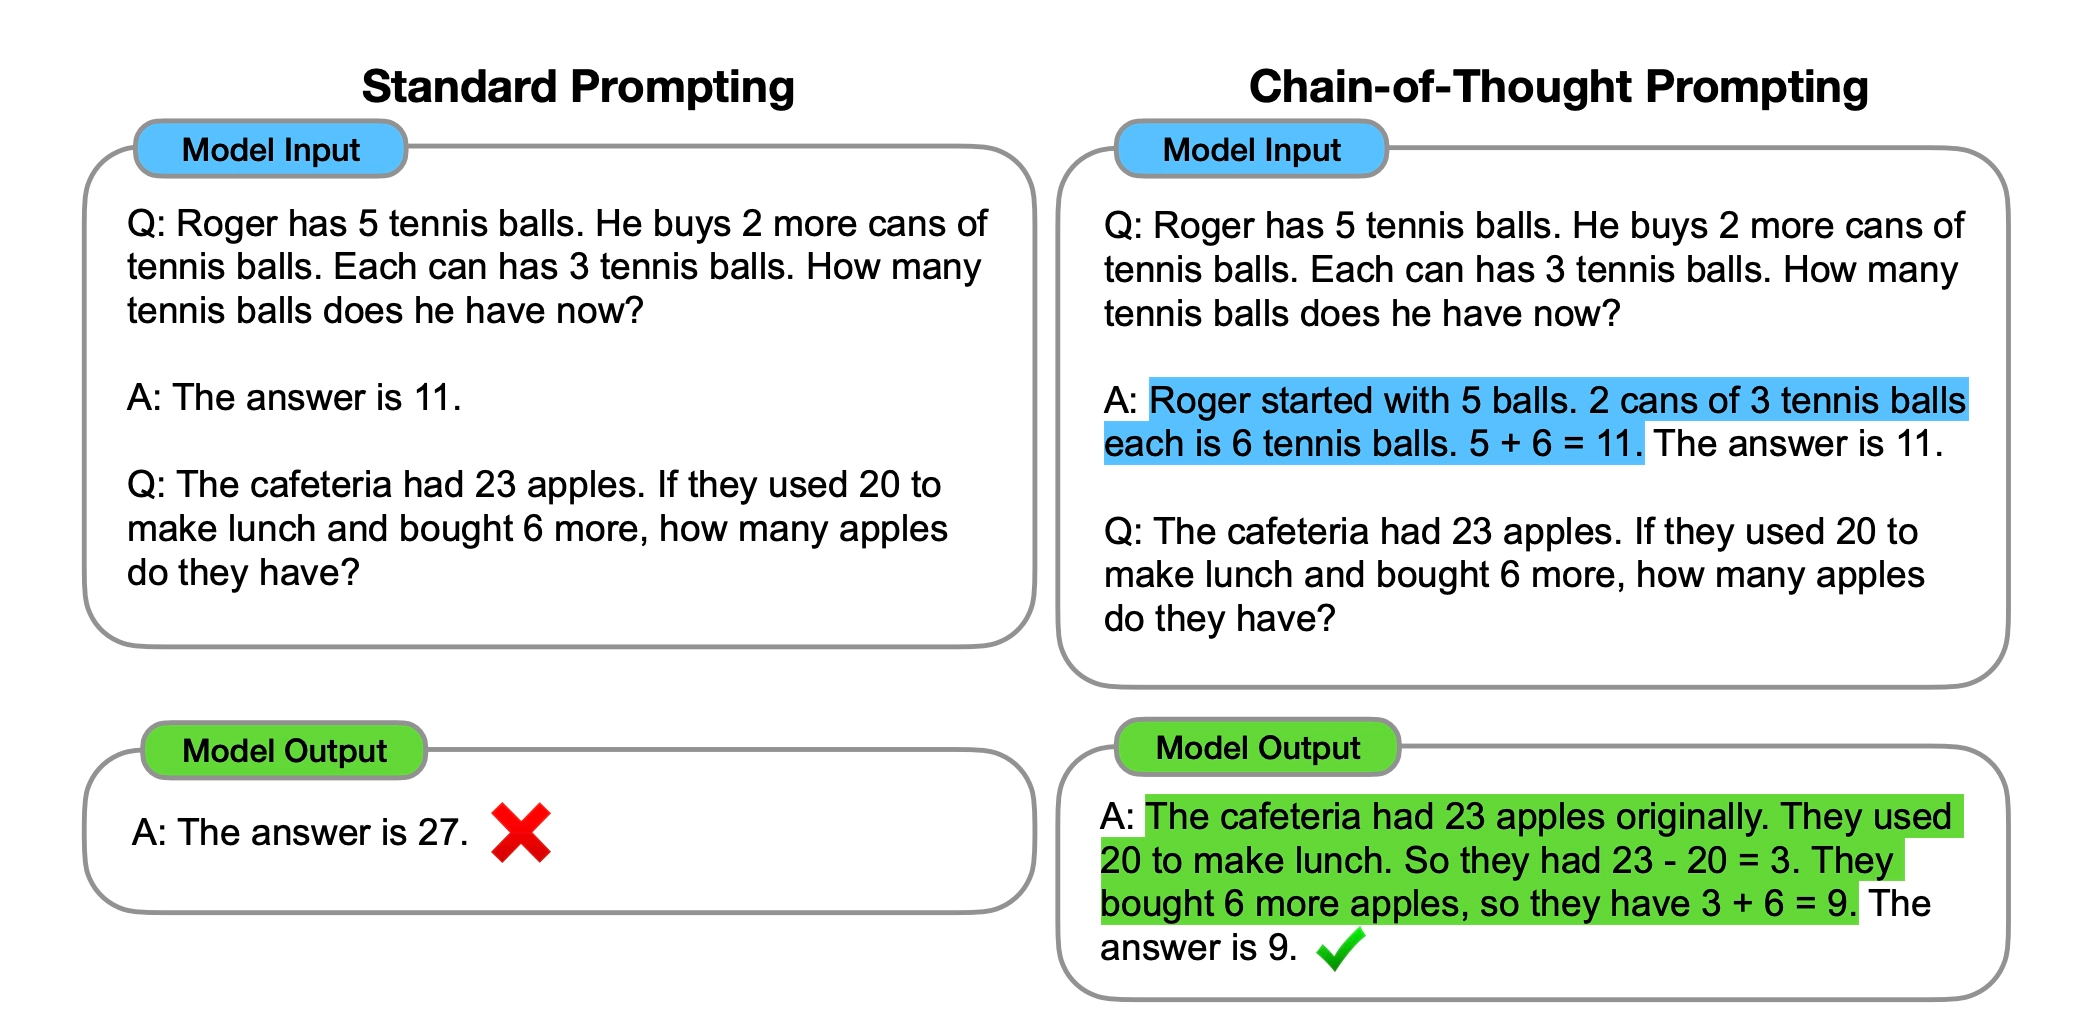 Standard Prompting
Model Input
Q: Roger has 5 tennis balls. He buys 2 more cans of
tennis balls. Each can has 3 tennis balls. How many
tennis balls does he have now?
A: The answer is 11.
Q: The cafeteria had 23 apples. If they used 20 to
make lunch and bought 6 more, how many apples
do they have?
Model Output
A: The answer is 27.
Chain-of-Thought Prompting
Model Input
Q: Roger has 5 tennis balls. He buys 2 more cans of
tennis balls. Each can has 3 tennis balls. How many
tennis balls does he have now?
A: Roger started with 5 balls. 2 cans of 3 tennis balls
each is 6 tennis balls. 5 + 6 = 11. The answer is 11.
Q: The cafeteria had 23 apples. If they used 20 to
make lunch and bought 6 more, how many apples
do they have?
Model Output
A: The cafeteria had 23 apples originally. They used
20 to make lunch. So they had 23 - 20 = 3. They
bought 6 more apples, so they have 3 + 6 = 9. The
answer is 9.